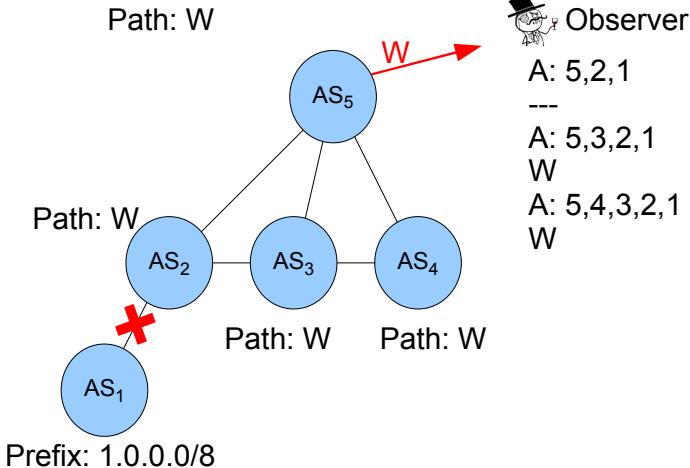 Path: W
Observer
W
A: 5,2,1
---
A: 5,3,2,1
W
A: 5,4,3,2,1
W
AS5
Path: W
AS2
AS3
AS4
Path: W
Path: W
AS1
Prefix: 1.0.0.0/8